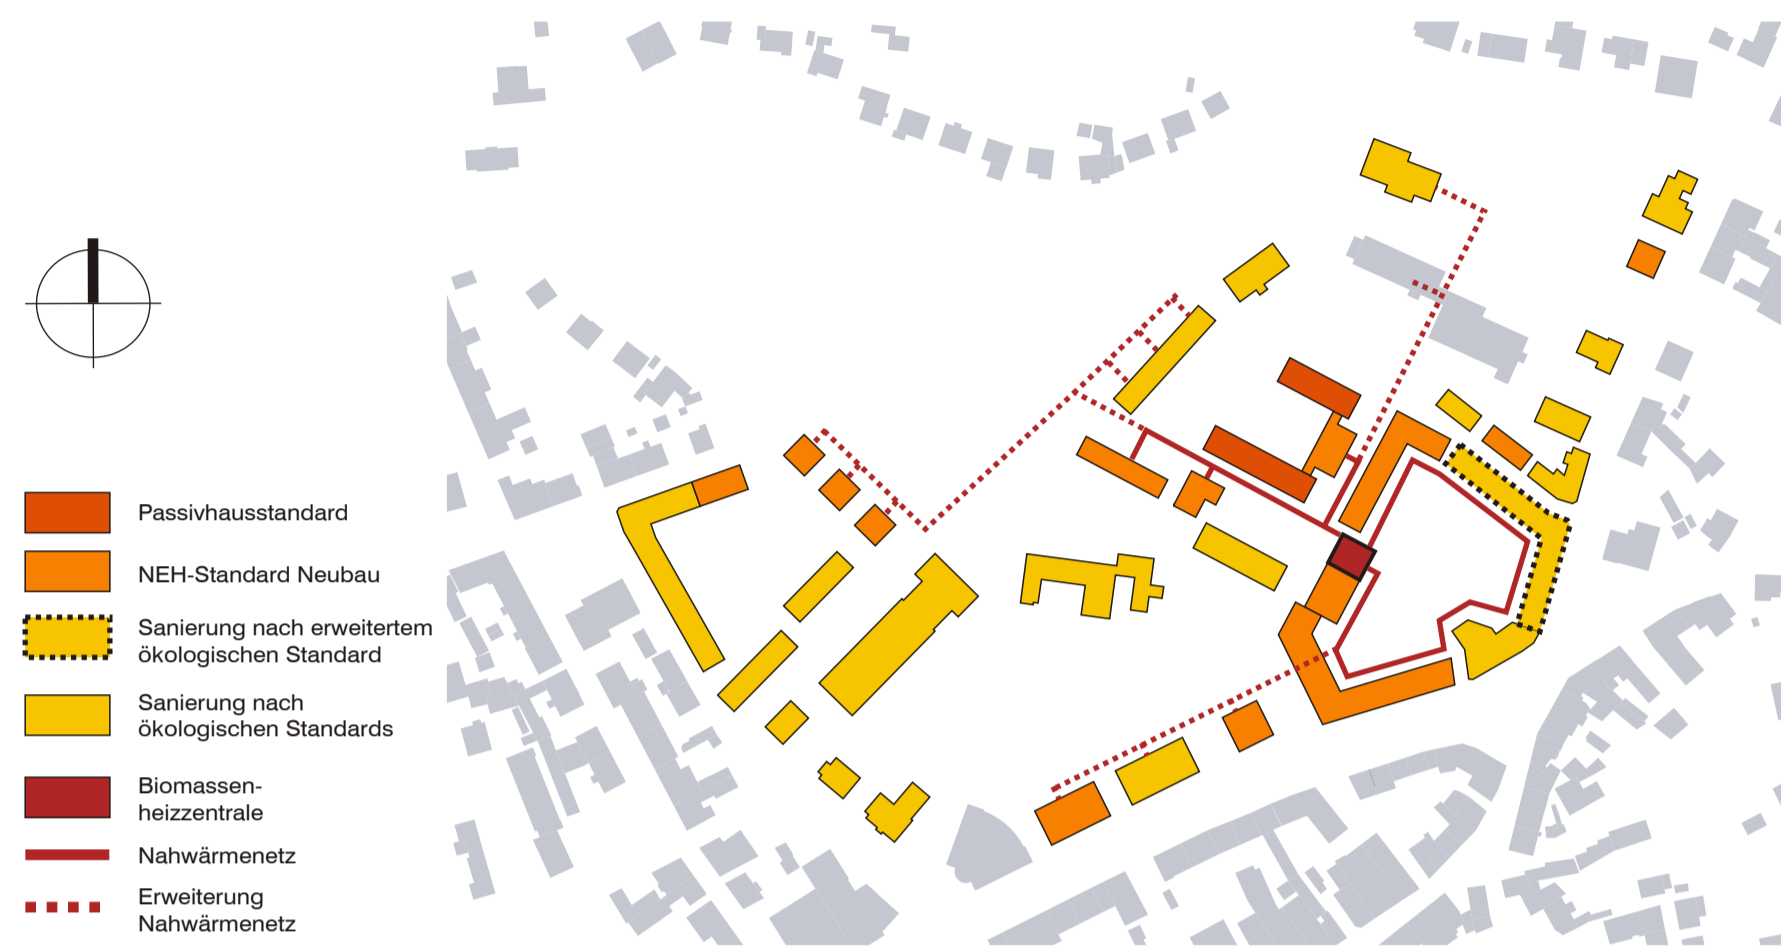 Passivhausstandard
NEH-Standard Neubau
Sanierung nach erweitertem
ökologischen Standard
Sanierung nach
ökologischen Standards
Biomassen-
heizzentrale
Nahwärmenetz
Erweiterung
Nahwärmenetz